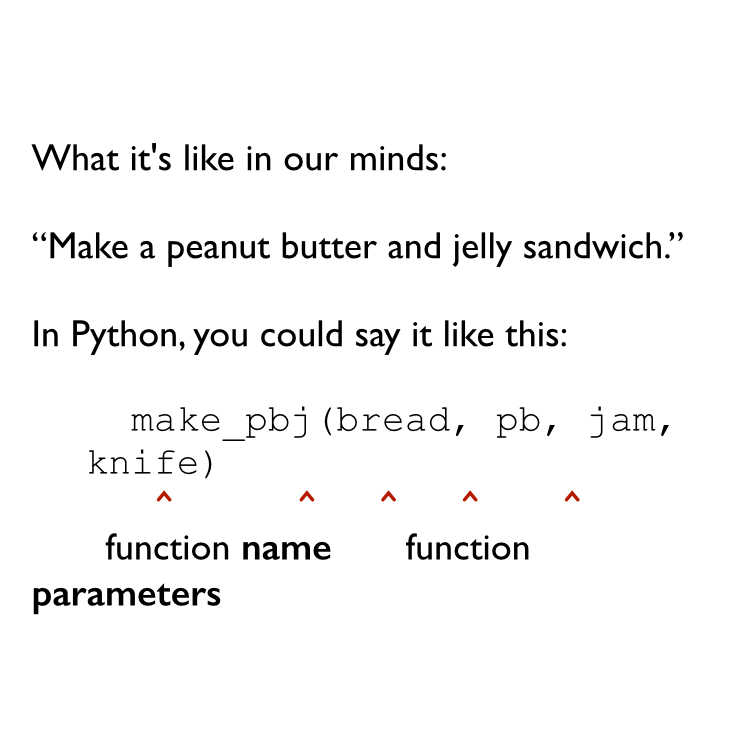 What it's like in our minds:
“Make a peanut butter and jelly sandwich.”
In Python, you could say it like this:
make_pbj(bread, pb, jam,
knife)
^ ^ ^ ^ ^
function name function
parameters